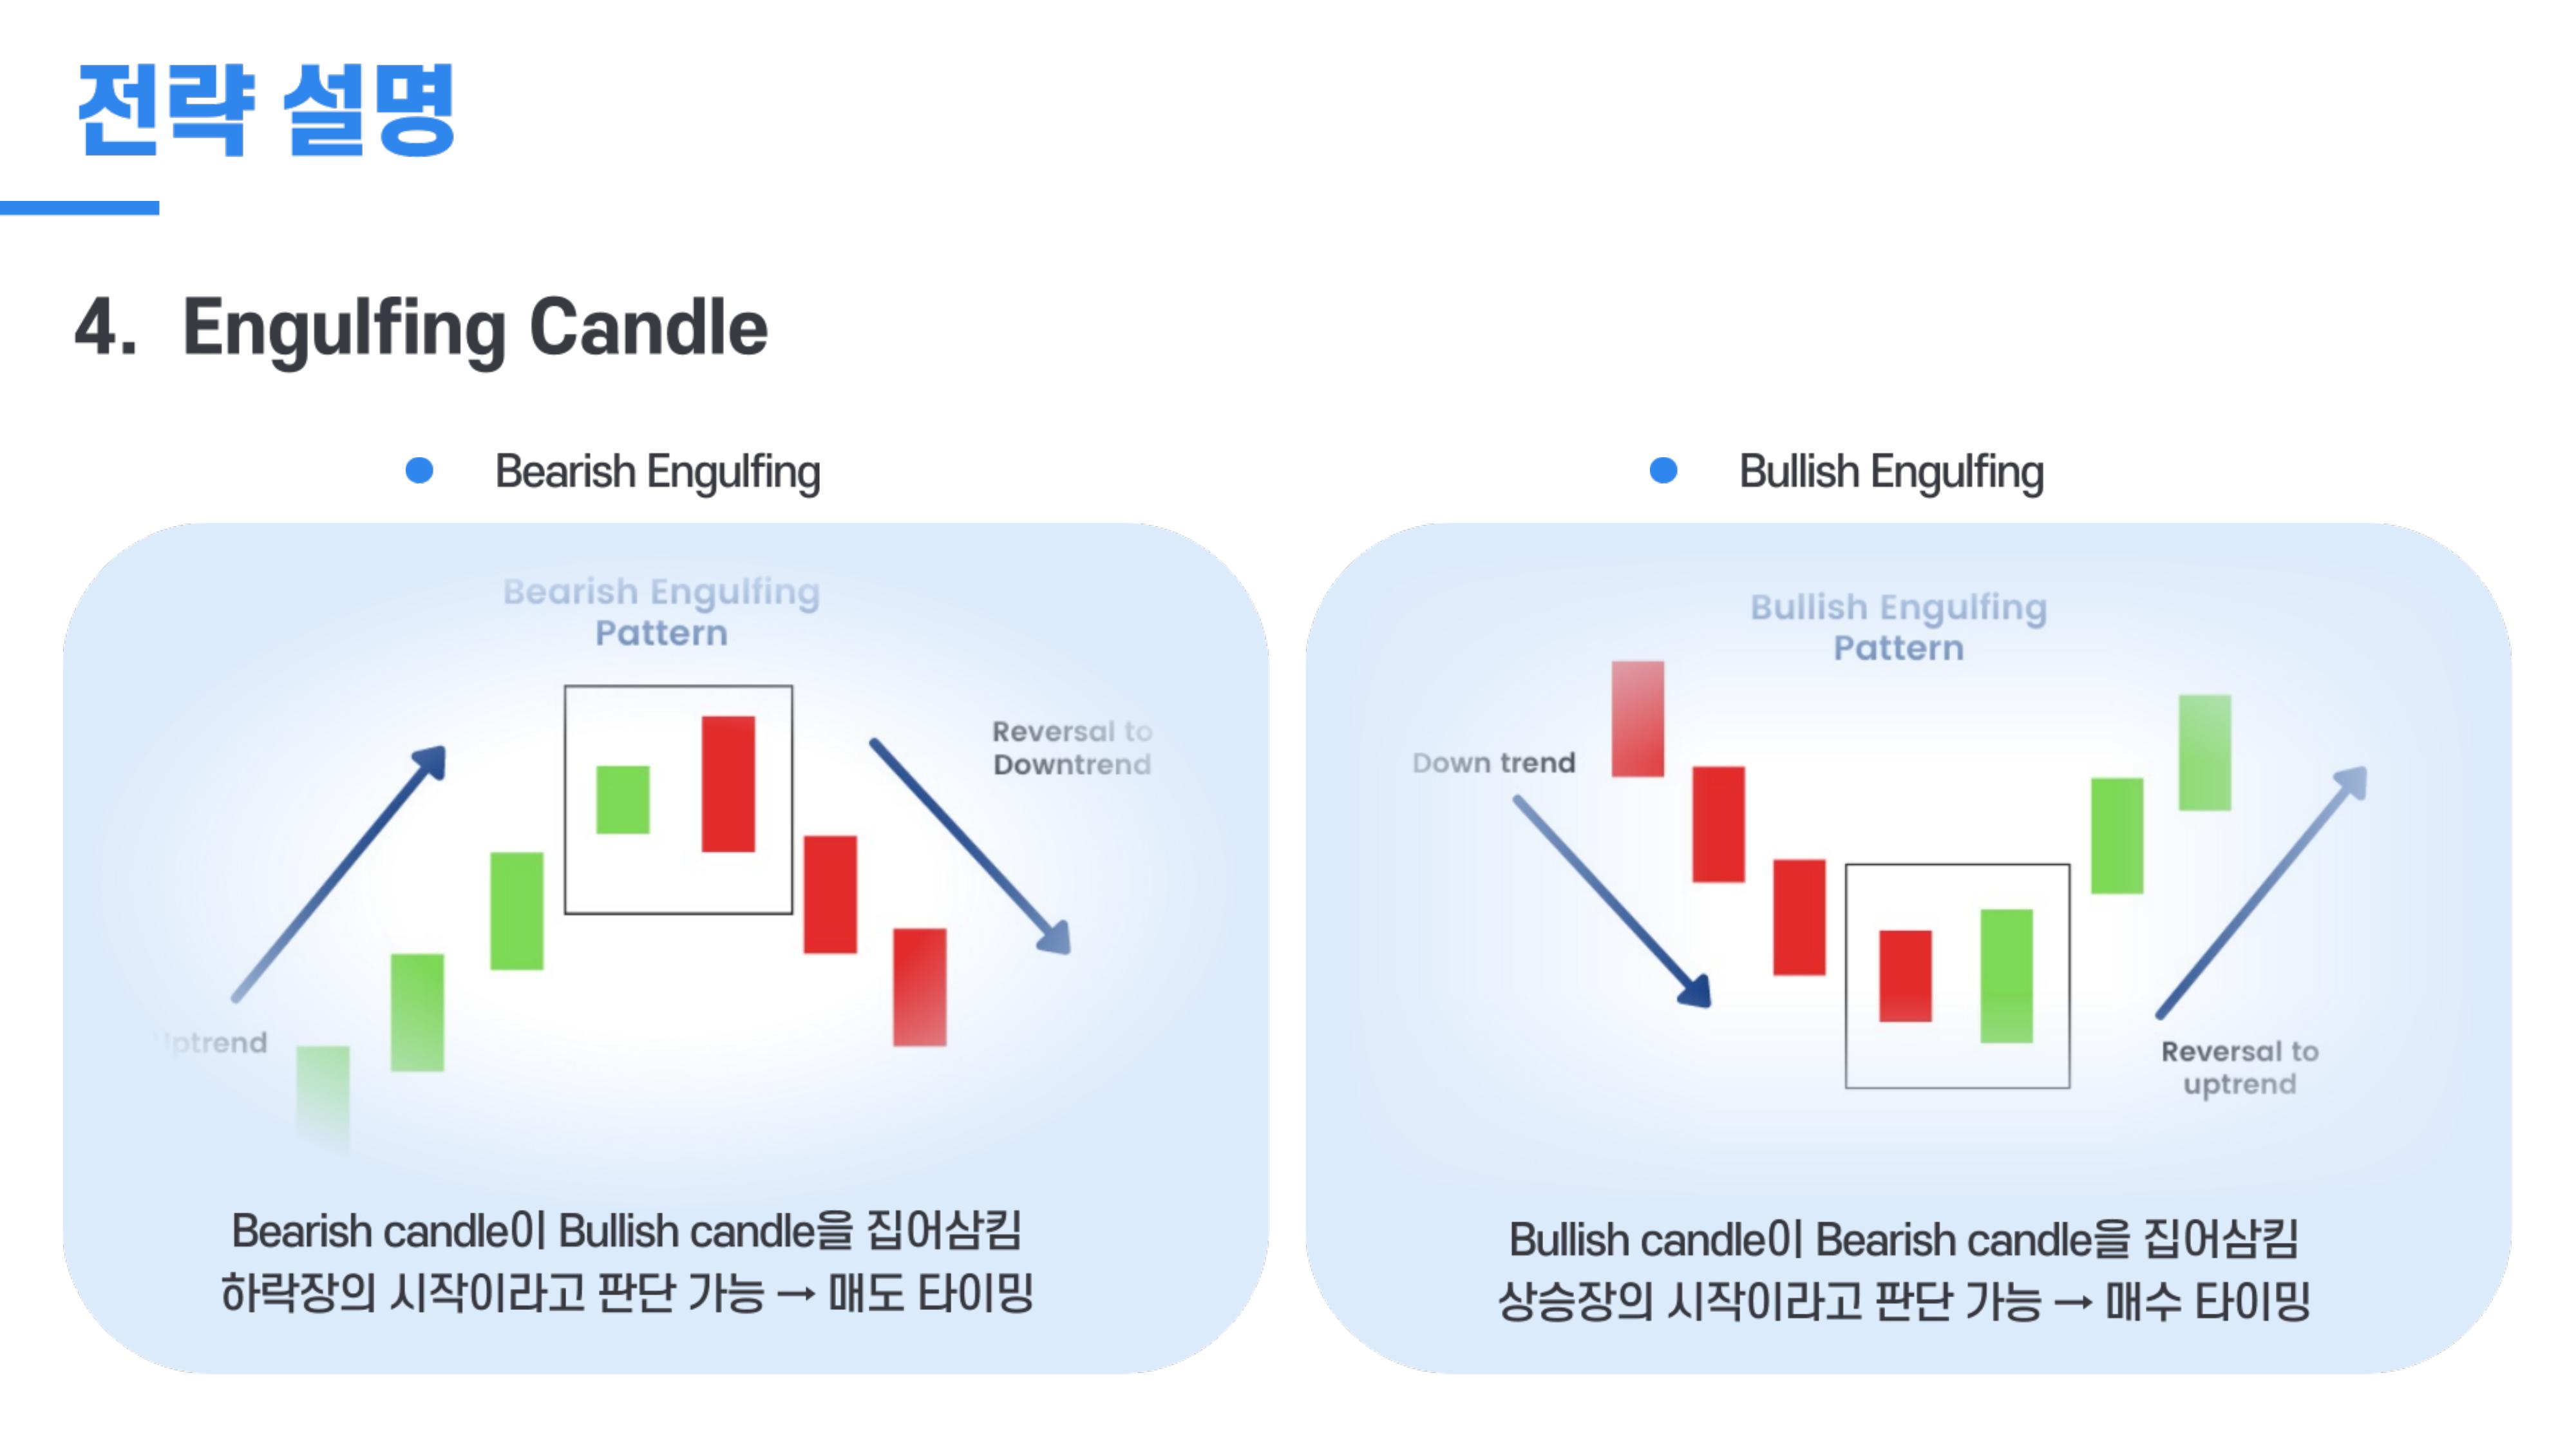 전략 설명
4. Engulfing Candle
● Bearish Engulfing
Bearish Engulfing
Pattern
Reversal to
Downtrend
Uptrend
Bearish candle이 Bullish candle을 집어삼킴
하락장의 시작이라고 판단 가능 → 매도 타이밍
● Bullish Engulfing
Bullish Engulfing
Pattern
Down trend
Reversal to
uptrend
Bullish candle이 Bearish candle을 집어삼킴
상승장의 시작이라고 판단 가능 → 매수 타이밍